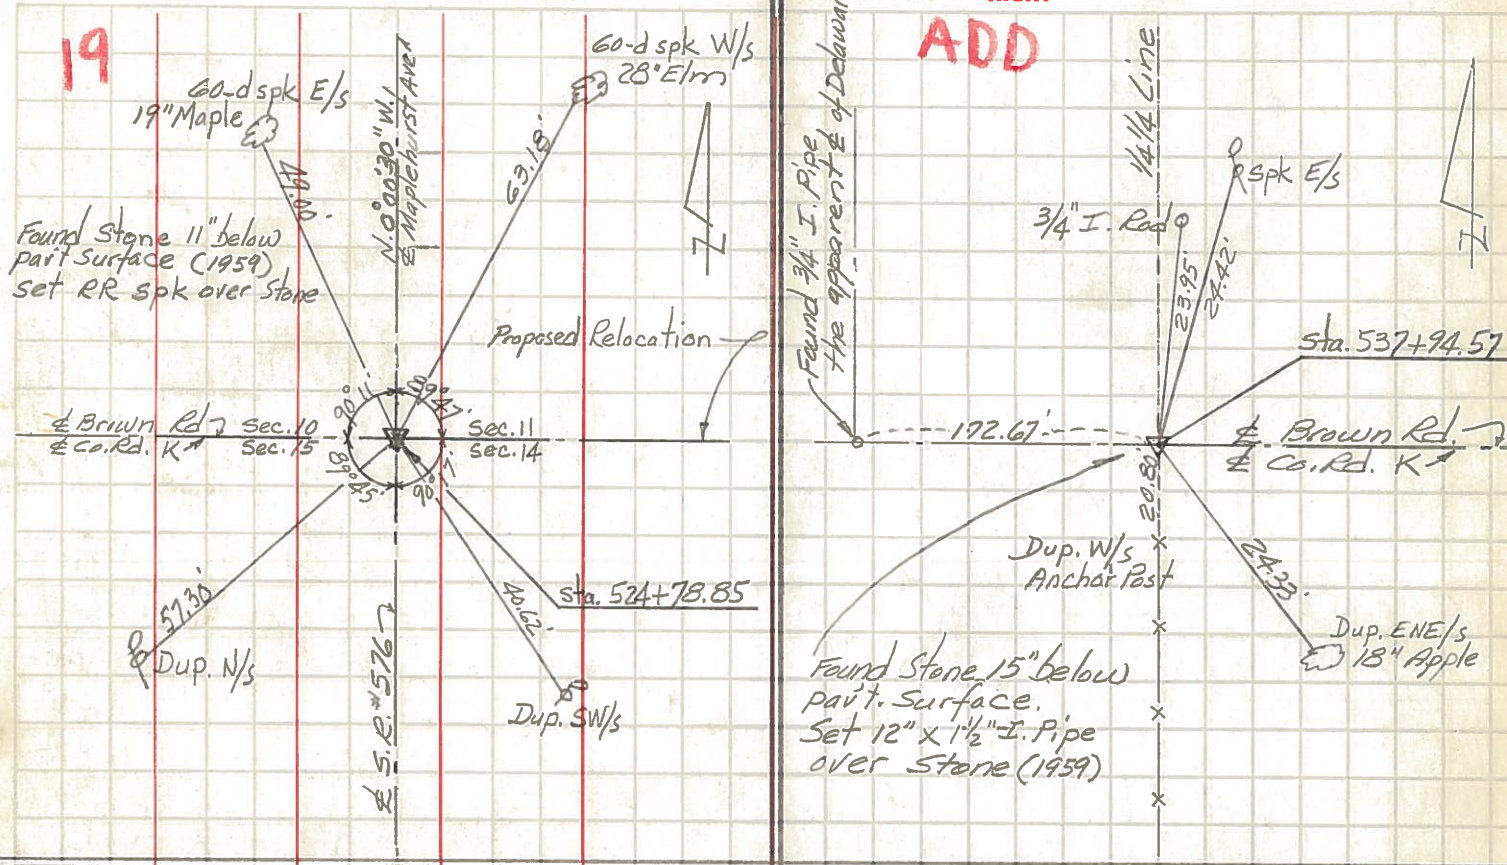 19
60-d spk E/s
19" Maple
49.00'
N.0°00'30"W.
℄ Maplehurst Ave
60-d spk W/s
28" Elm
63.18'
Found Stone 11" below
pav't Surface (1959)
set RR spk over Stone
Proposed Relocation
90° 11'
89° 47'
℄ Brown Rd
℄ Co.Rd. K
Sec. 10
Sec. 15
Sec. 11
Sec. 14
89° 45'
90°
57.30'
Dup. N/s
40.62'
Dup. SW/s
Sta. 524+78.85
℄ S.R. #576
ADD
Found 3/4" I. Pipe
the apparent ℄ of Delawar
1/4 1/4 Line
spk E/s
3/4" I. Rod
23.95'
24.42'
Sta. 537+94.57
172.67'
℄ Brown Rd.
℄ Co. Rd. K
20.80'
Dup. W/s
Anchor Post
24.33'
Dup. ENE/s
18" Apple
Found Stone 15" below
pav't. Surface.
Set 12" x 1-1/2" I. Pipe
over Stone (1959)